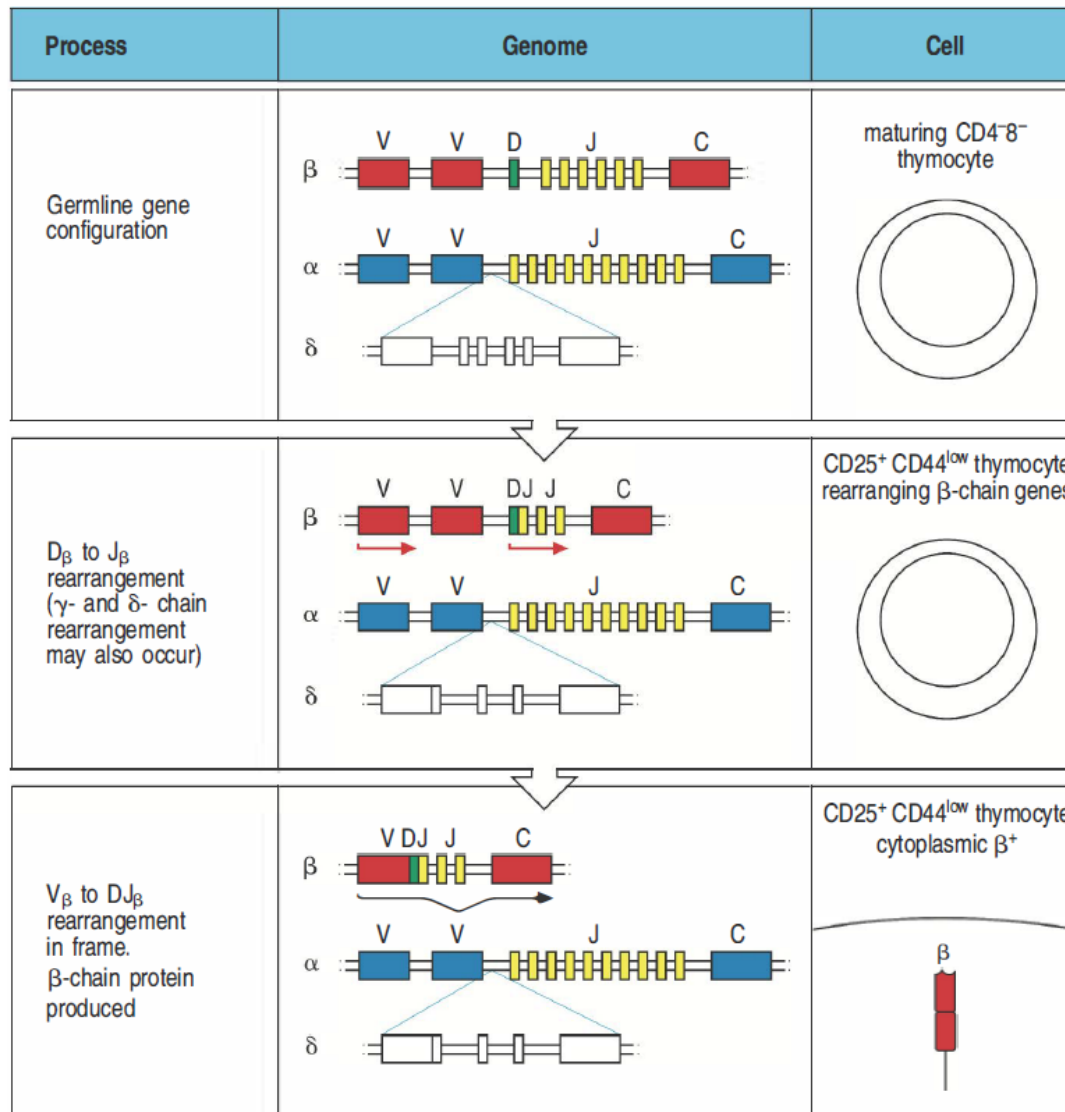 Process
Genome
Cell
Germline gene
configuration
V V D J C
β
V V J C
α
δ
maturing CD4⁻8⁻
thymocyte
Dβ to Jβ
rearrangement
(γ- and δ- chain
rearrangement
may also occur)
V V DJ J C
β
V V J C
α
δ
CD25⁺ CD44low thymocyte
rearranging β-chain genes
Vβ to DJβ
rearrangement
in frame.
β-chain protein
produced
V DJ J C
β
V V J C
α
δ
CD25⁺ CD44low thymocyte
cytoplasmic β⁺
β